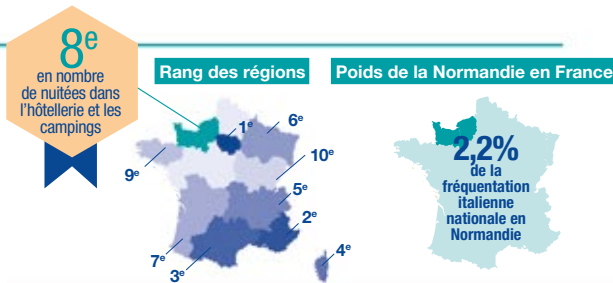 8e
en nombre
de nuitées dans
l'hôtellerie et les
campings
Rang des régions
1e
6e
10e
9e
5e
2e
4e
7e
3e
Poids de la Normandie en France
2,2%
de la
fréquentation
italienne
nationale en
Normandie